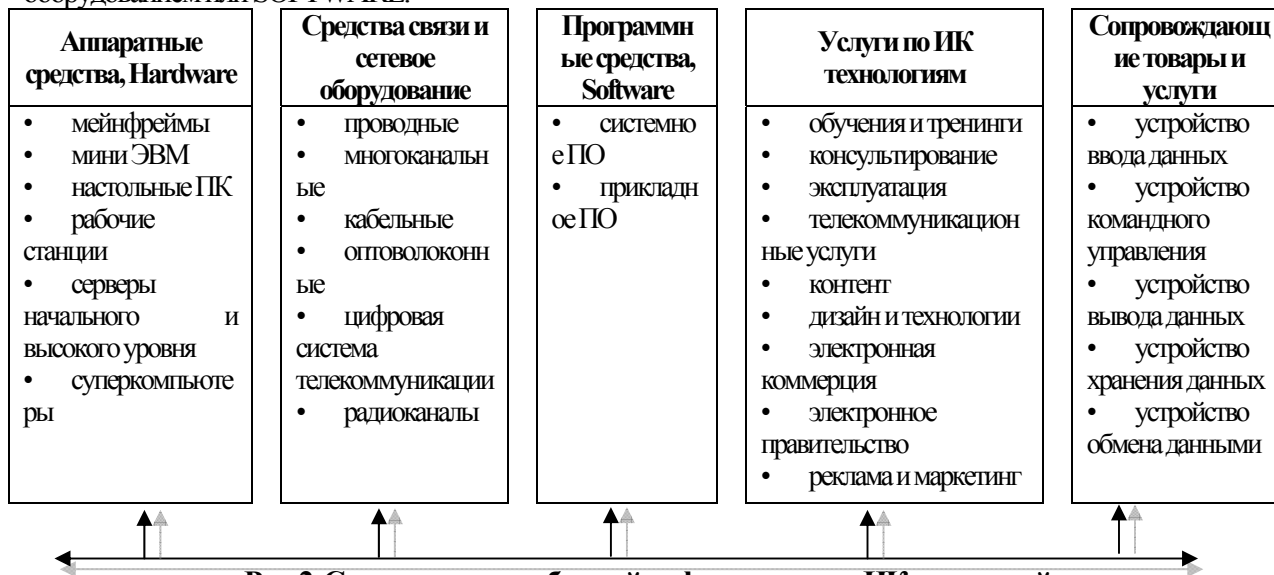 SOFTWARE.
Аппаратные
средства, Hardware
• мейнфреймы
• мини ЭВМ
• настольные ПК
• рабочие
станции
• серверы
начального и
высокого уровня
• суперкомпьюте
ры
Средства связи и
сетевое
оборудование
• проводные
• многоканальн
ые
• кабельные
• оптоволоконн
ые
• цифровая
система
телекоммуникации
• радиоканалы
Программн
ые средства,
Software
• системно
е ПО
• прикладн
ое ПО
Услуги по ИК
технологиям
• обучения и тренинги
• консультирование
• эксплуатация
• телекоммуникацион
ные услуги
• контент
• дизайн и технологии
• электронная
коммерция
• электронное
правительство
• реклама и маркетинг
Сопровождающ
ие товары и
услуги
• устройство
ввода данных
• устройство
командного
управления
• устройство
вывода данных
• устройство
хранения данных
• устройство
обмена данными